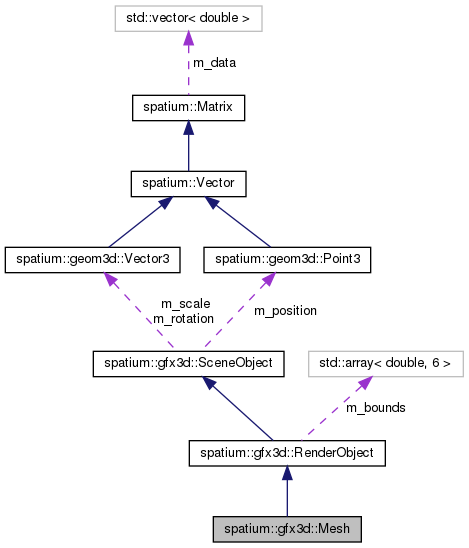 std::vector< double >
m_data
spatium::Matrix
spatium::Vector
spatium::geom3d::Vector3
spatium::geom3d::Point3
m_scale
m_rotation
m_position
spatium::gfx3d::SceneObject
std::array< double, 6 >
m_bounds
spatium::gfx3d::RenderObject
spatium::gfx3d::Mesh